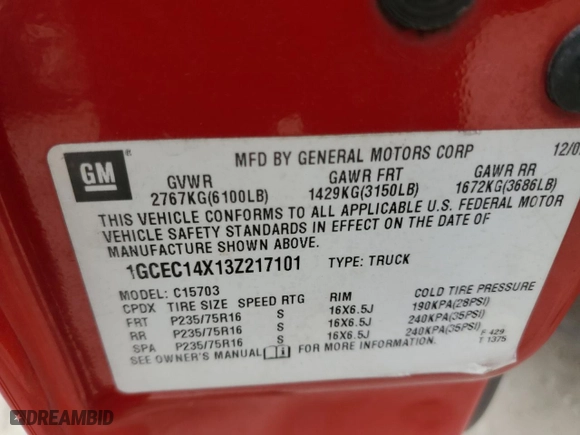 GM
MFD BY GENERAL MOTORS CORP 12/0
GVWR GAWR FRT GAWR RR
2767KG(6100LB) 1429KG(3150LB) 1672KG(3686LB)
THIS VEHICLE CONFORMS TO ALL APPLICABLE U.S. FEDERAL MOTOR
VEHICLE SAFETY STANDARDS IN EFFECT ON THE DATE OF
MANUFACTURE SHOWN ABOVE.
1GCEC14X13Z217101 TYPE: TRUCK
MODEL: C15703
CPDX TIRE SIZE SPEED RTG RIM COLD TIRE PRESSURE
FRT P235/75R16 S 16X6.5J 190KPA(28PSI)
RR P235/75R16 S 16X6.5J 240KPA(35PSI)
SPA P235/75R16 S 16X6.5J 240KPA(35PSI)
SEE OWNER'S MANUAL FOR MORE INFORMATION.
F 429
T 1375
DREAMBID